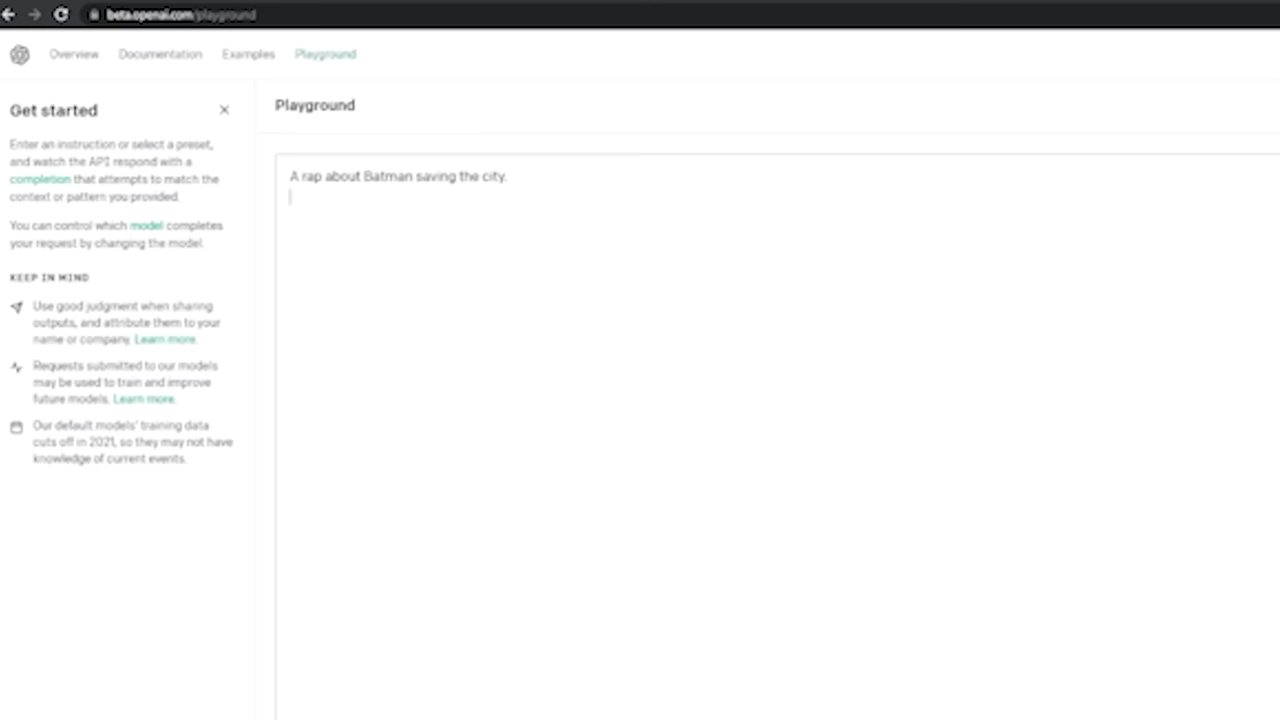 beta.openai.com/playground
Overview Documentation Examples Playground
Get started
Enter an instruction or select a preset,
and watch the API respond with a
completion that attempts to match the
context or pattern you provided.
You can control which model completes
your request by changing the model.
KEEP IN MIND
Use good judgment when sharing
outputs, and attribute them to your
name or company. Learn more.
Requests submitted to our models
may be used to train and improve
future models. Learn more.
Our default models' training data
cuts off in 2021, so they may not have
knowledge of current events.
Playground
A rap about Batman saving the city.